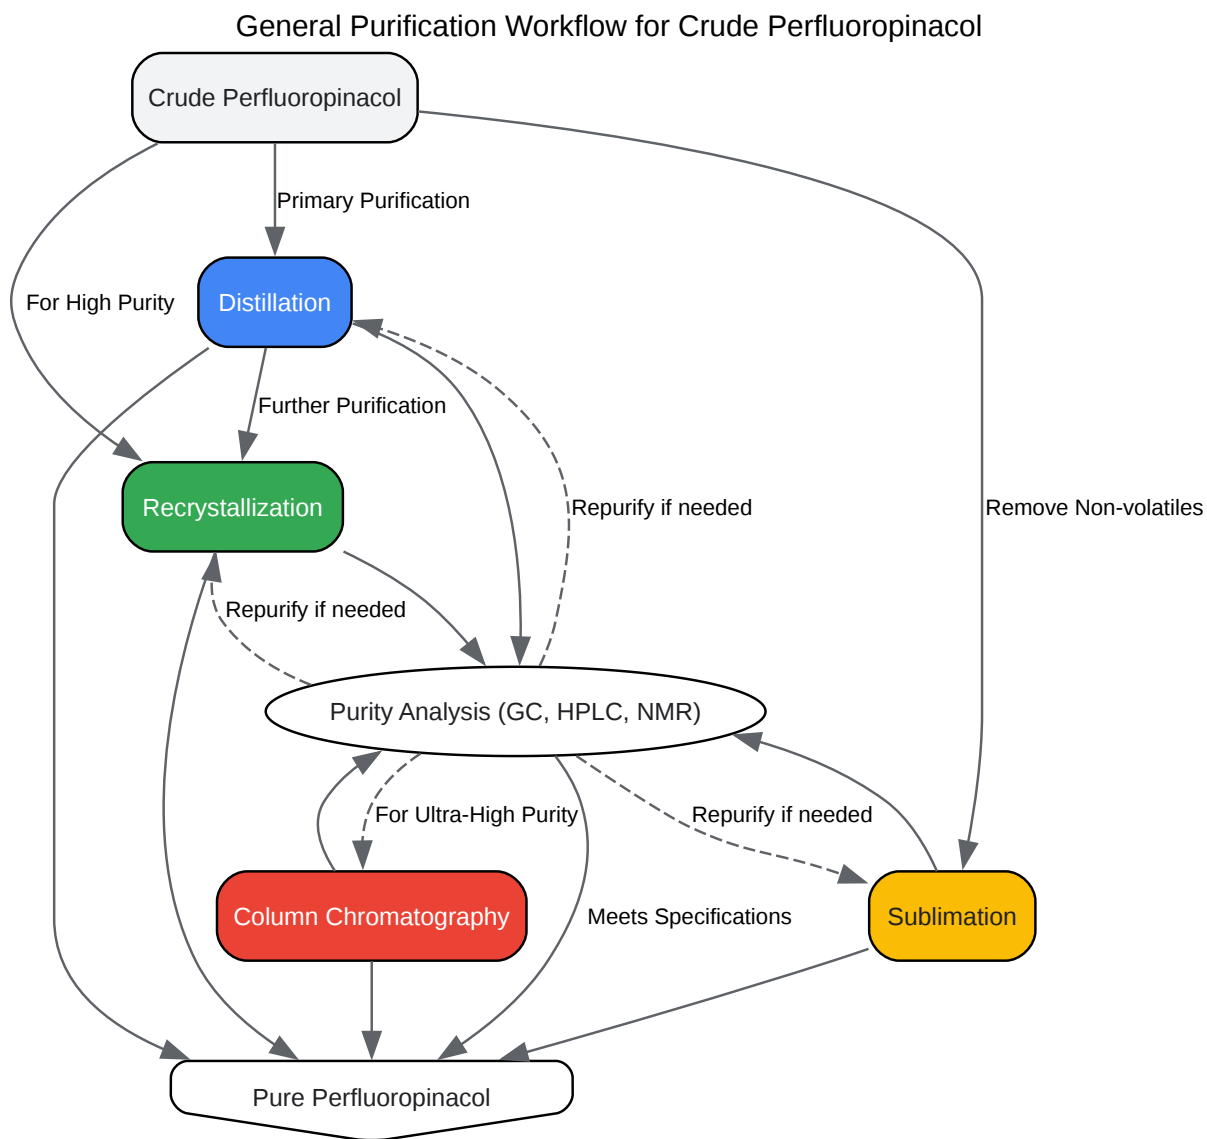 General Purification Workflow for Crude Perfluoropinacol
Crude Perfluoropinacol
Primary Purification
For High Purity
Distillation
Further Purification
Recrystallization
Repurify if needed
Remove Non-volatiles
Repurify if needed
Purity Analysis (GC, HPLC, NMR)
For Ultra-High Purity
Repurify if needed
Column Chromatography
Meets Specifications
Sublimation
Pure Perfluoropinacol